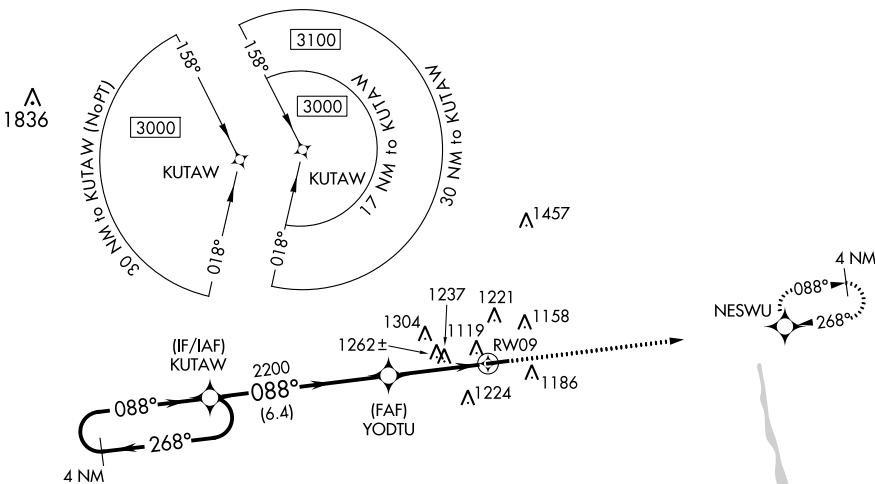 158°
158°
3100
1836
3000
3000
30 NM to KUTAW (NoPT)
17 NM to KUTAW
30 NM to KUTAW
KUTAW
KUTAW
018°
018°
1457
4 NM
088°
268°
NESWU
1237
1221
1304
1119
1158
1262±
RW09
(IF/IAF)
KUTAW
2200
088°
(6.4)
1186
1224
(FAF)
YODTU
088°
268°
4 NM